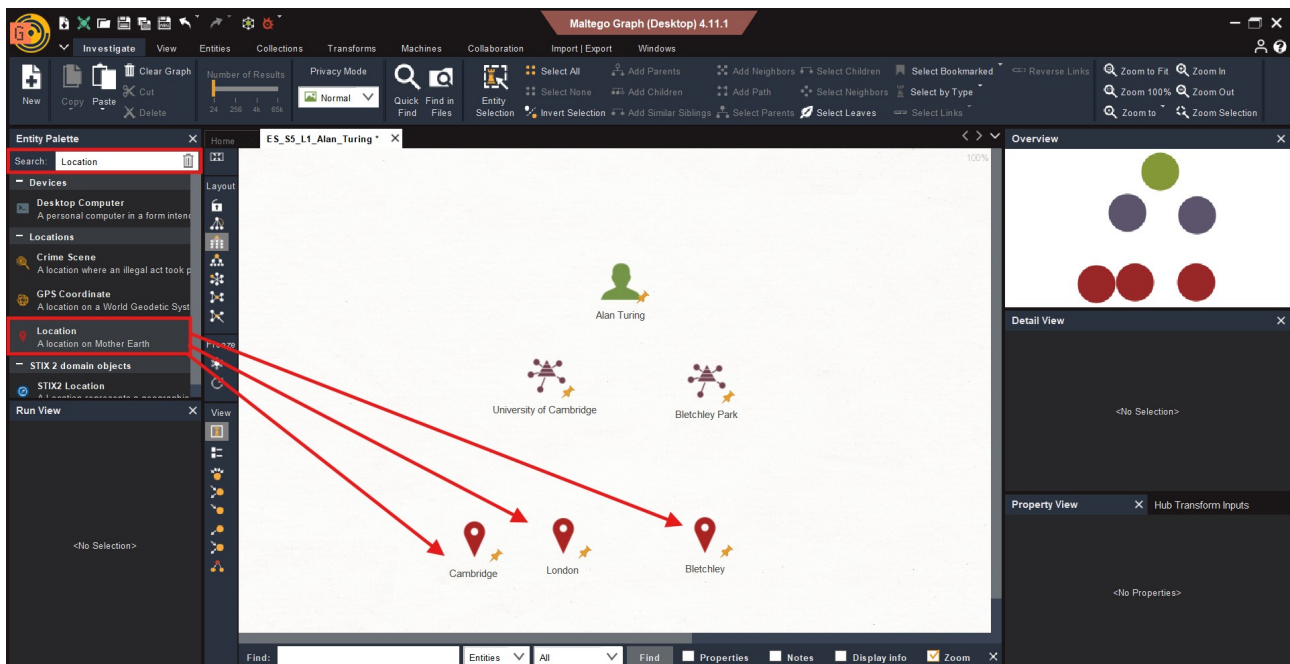 Maltego Graph (Desktop) 4.11.1
Investigate View Entities Collections Transforms Machines Collaboration Import | Export Windows
New
Copy Paste
Clear Graph
Cut
Delete
Number of Results
24 256 4k 65k
Privacy Mode
Normal
Quick Find
Find in Files
Entity Selection
Select All
Select None
Invert Selection
Add Parents
Add Children
Add Similar Siblings
Add Neighbors
Add Path
Select Parents
Select Children
Select Neighbors
Select Leaves
Select Bookmarked
Select by Type
Select Links
Reverse Links
Zoom to Fit
Zoom 100%
Zoom to
Zoom In
Zoom Out
Zoom Selection
Entity Palette
Search: Location
Devices
Desktop Computer
A personal computer in a form intend
Locations
Crime Scene
A location where an illegal act took p
GPS Coordinate
A location on a World Geodetic Syst
Location
A location on Mother Earth
STIX 2 domain objects
STIX2 Location
Run View
<No Selection>
Home
ES_S5_L1_Alan_Turing *
Layout
Freeze
View
100%
Alan Turing
University of Cambridge
Bletchley Park
Cambridge
London
Bletchley
Find: Entities All Find Properties Notes Display info Zoom
Overview
Detail View
<No Selection>
Property View
Hub Transform Inputs
<No Properties>